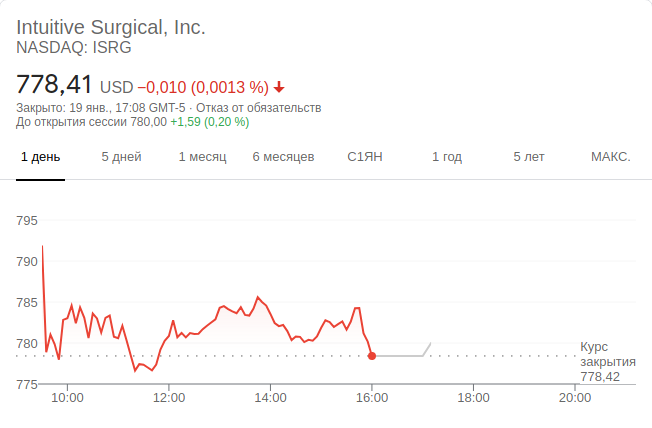 Intuitive Surgical, Inc.
NASDAQ: ISRG
778,41 USD −0,010 (0,0013 %)
Закрыто: 19 янв., 17:08 GMT-5 · Отказ от обязательств
До открытия сессии 780,00 +1,59 (0,20 %)
1 день 5 дней 1 месяц 6 месяцев С1ЯН 1 год 5 лет МАКС.
795
790
785
780
775
Курс
закрытия
778,42
10:00 12:00 14:00 16:00 18:00 20:00